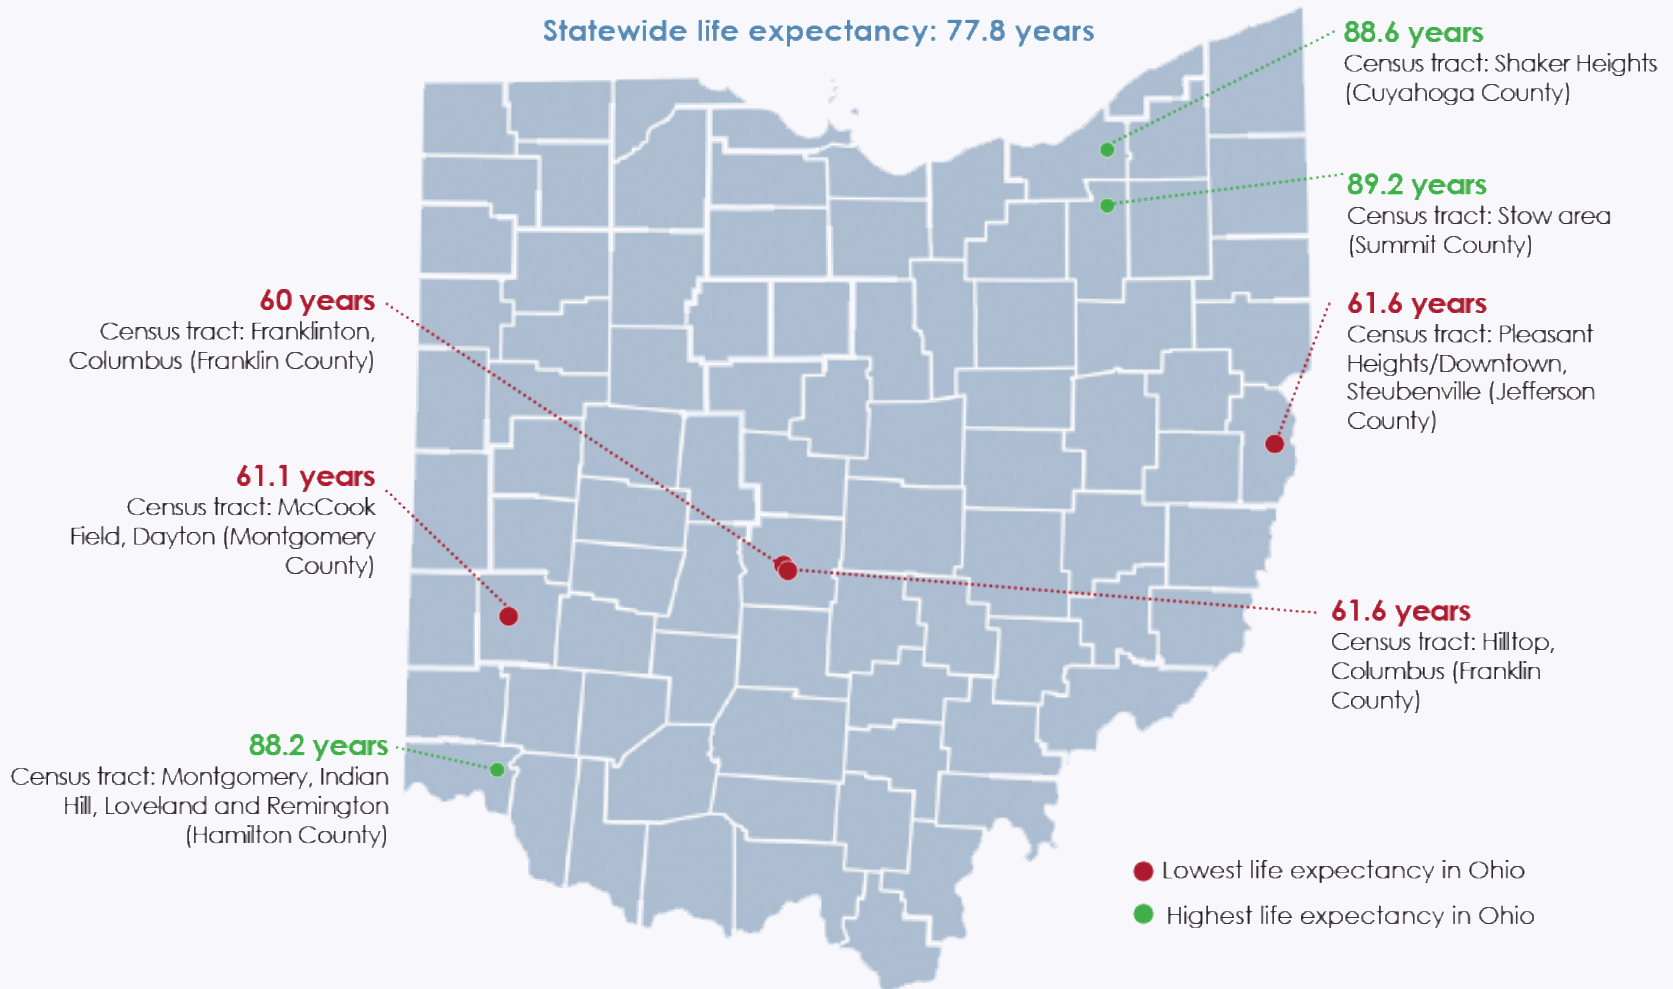 Statewide life expectancy: 77.8 years
88.6 years
Census tract: Shaker Heights
(Cuyahoga County)
89.2 years
Census tract: Stow area
(Summit County)
60 years
Census tract: Franklinton,
Columbus (Franklin County)
61.6 years
Census tract: Pleasant
Heights/Downtown,
Steubenville (Jefferson
County)
61.1 years
Census tract: McCook
Field, Dayton (Montgomery
County)
61.6 years
Census tract: Hilltop,
Columbus (Franklin
County)
88.2 years
Census tract: Montgomery, Indian
Hill, Loveland and Remington
(Hamilton County)
Lowest life expectancy in Ohio
Highest life expectancy in Ohio